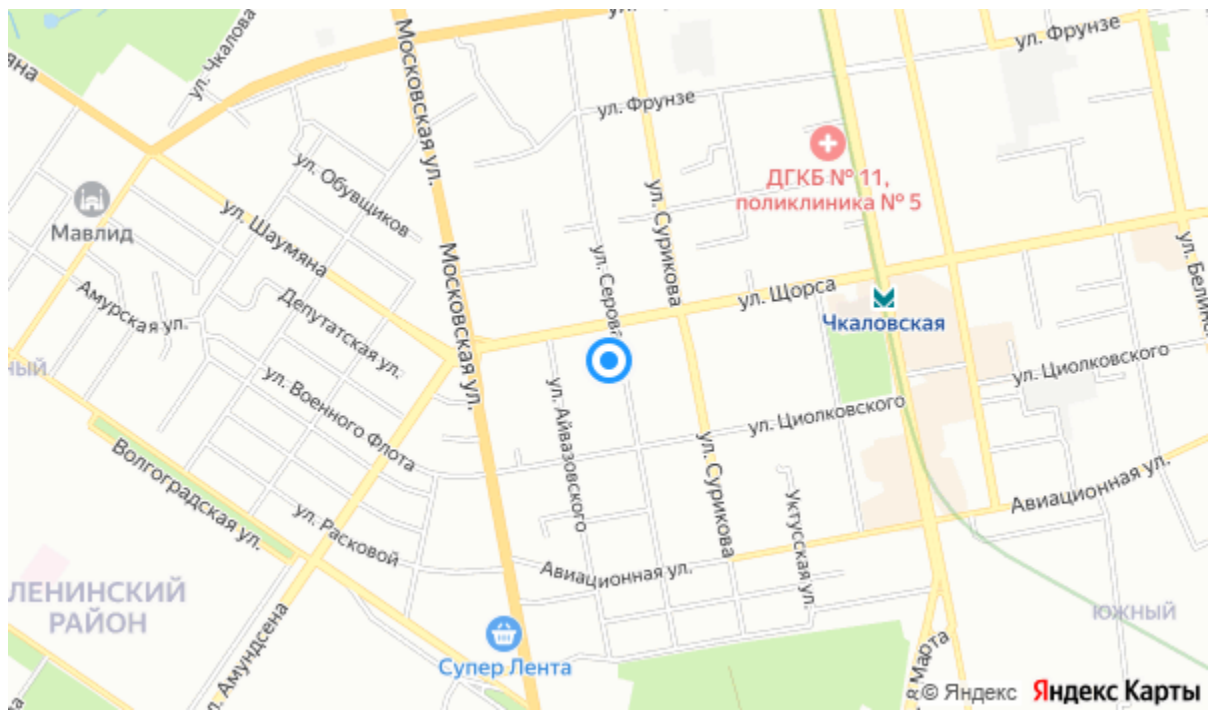 ул. Чкалова
Московская ул.
ул. Фрунзе
ул. Фрунзе
ул. Обувщиков
ДГКБ № 11,
поликлиника № 5
Мавлид
ул. Шаумяна
ул. Сурикова
ул. Серова
Московская ул.
ул. Щорса
Амурская ул.
Депутатская ул.
Чкаловская
ул. Циолковского
ул. Военного Флота
ул. Айвазовского
ул. Циолковского
Волгоградская ул.
ул. Сурикова
Уктусская ул.
Авиационная ул.
ул. Расковой
Авиационная ул.
ЛЕНИНСКИЙ
РАЙОН
ЮЖНЫЙ
ул. Амундсена
Супер Лента
Марта
© Яндекс Яндекс Карты